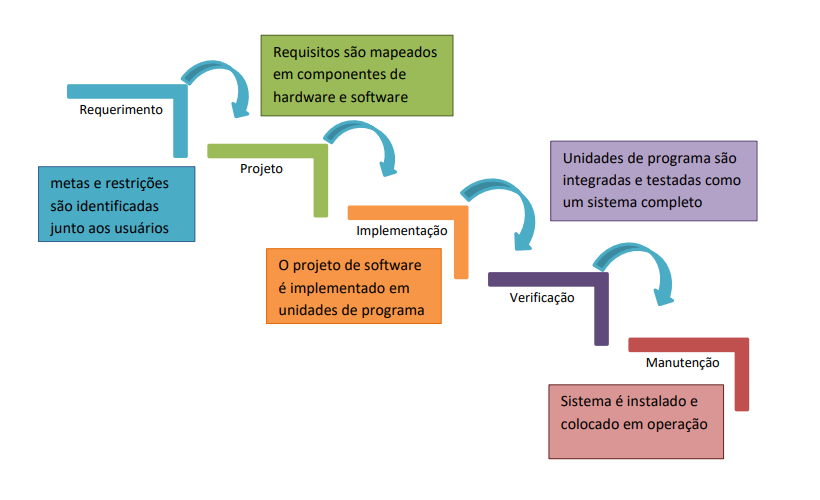 Requisitos são mapeados
em componentes de
hardware e software
Requerimento
metas e restrições
são identificadas
junto aos usuários
Projeto
Unidades de programa são
integradas e testadas como
um sistema completo
Implementação
O projeto de software
é implementado em
unidades de programa
Verificação
Manutenção
Sistema é instalado e
colocado em operação